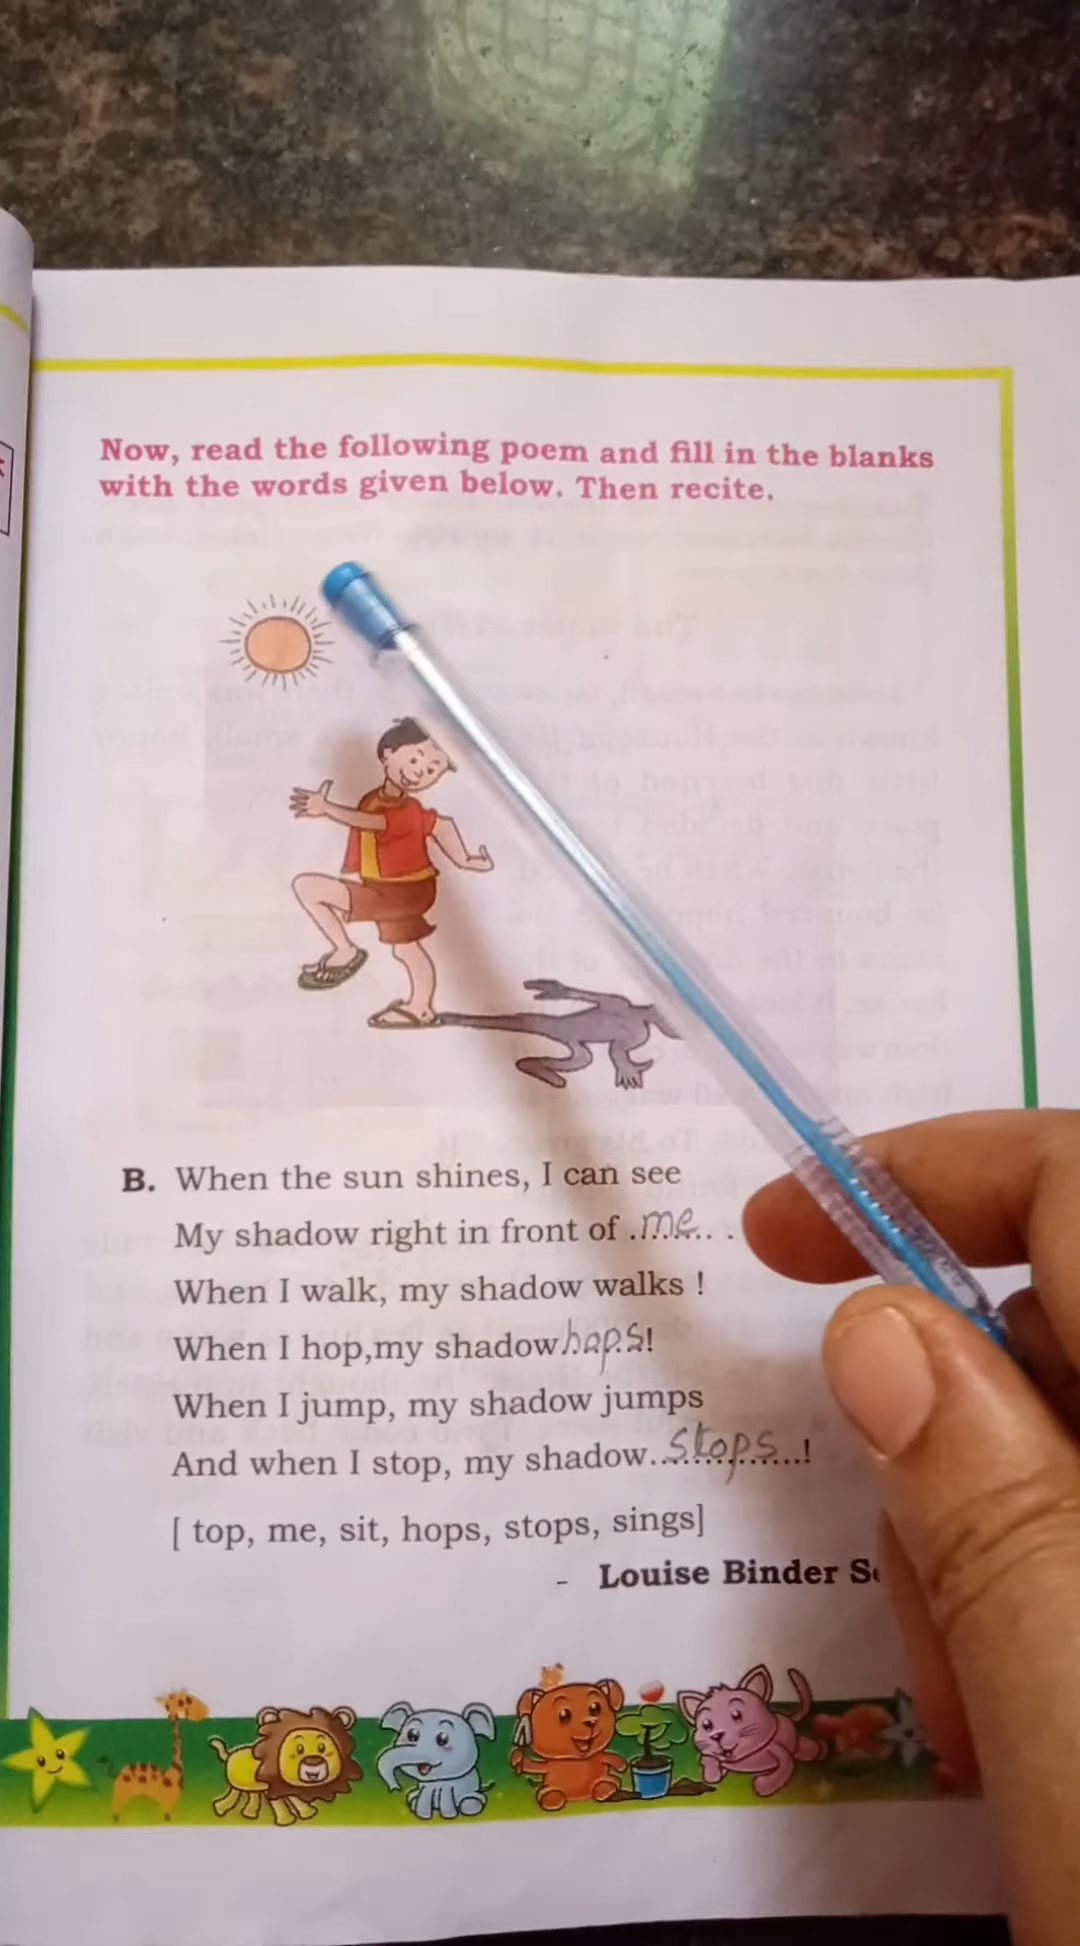 Now, read the following poem and fill in the blanks
with the words given below. Then recite.
B. When the sun shines, I can see
My shadow right in front of .me.. .
When I walk, my shadow walks !
When I hop,my shadow hops!
When I jump, my shadow jumps
And when I stop, my shadow..stops...!
[ top, me, sit, hops, stops, sings]
- Louise Binder